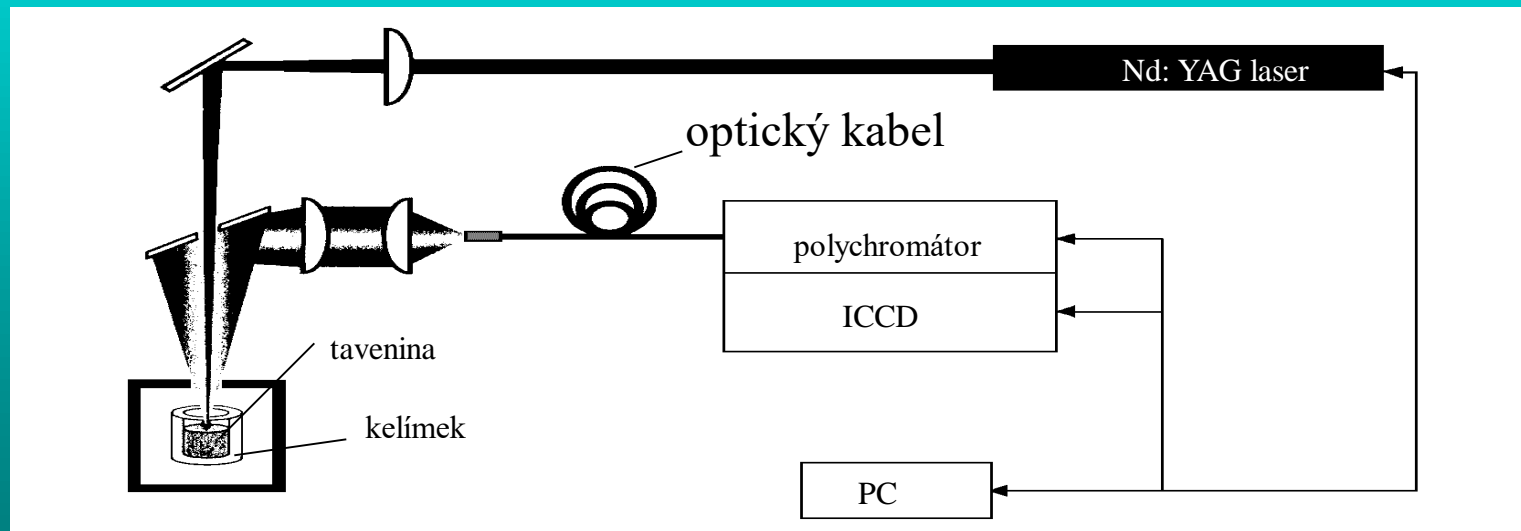 Nd: YAG laser
optický kabel
polychromátor
ICCD
tavenina
kelímek
PC